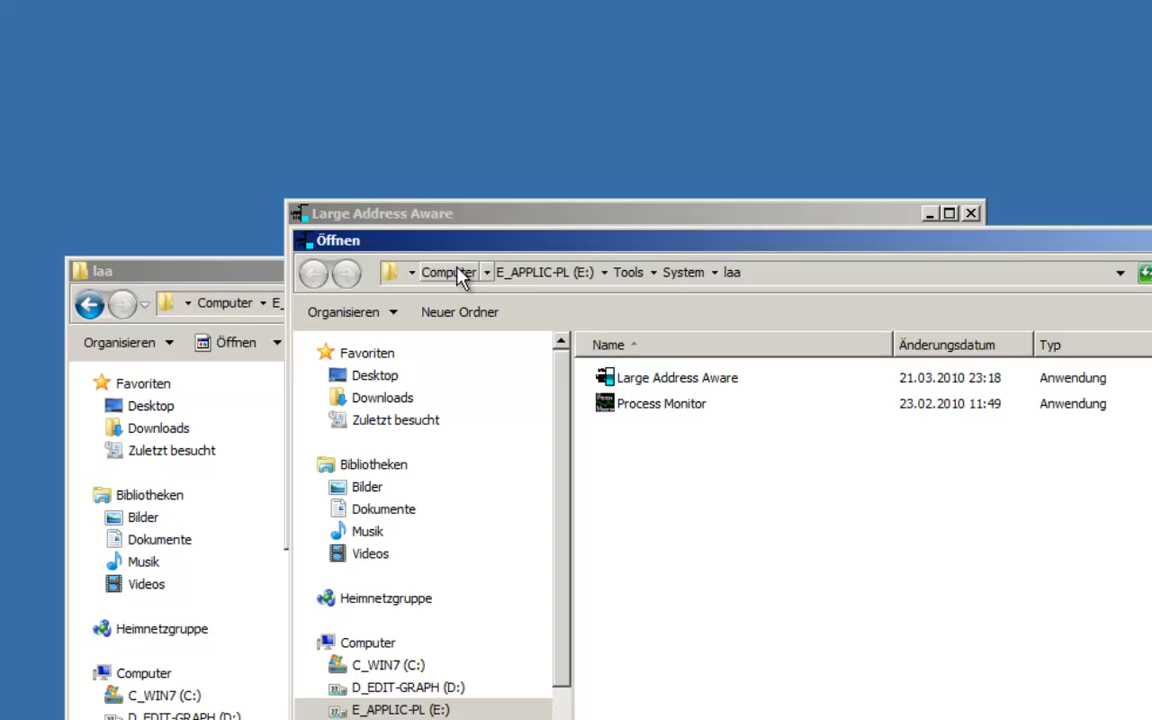 Large Address Aware
Öffnen
Computer E_APPLIC-PL (E:) Tools System laa
Organisieren Neuer Ordner
Favoriten
Desktop
Downloads
Zuletzt besucht
Bibliotheken
Bilder
Dokumente
Musik
Videos
Heimnetzgruppe
Computer
C_WIN7 (C:)
D_EDIT-GRAPH (D:)
E_APPLIC-PL (E:)
Name Änderungsdatum Typ
Large Address Aware 21.03.2010 23:18 Anwendung
Process Monitor 23.02.2010 11:49 Anwendung
laa
Computer E_
Organisieren Öffnen
Favoriten
Desktop
Downloads
Zuletzt besucht
Bibliotheken
Bilder
Dokumente
Musik
Videos
Heimnetzgruppe
Computer
C_WIN7 (C:)
D_EDIT-GRAPH (D:)